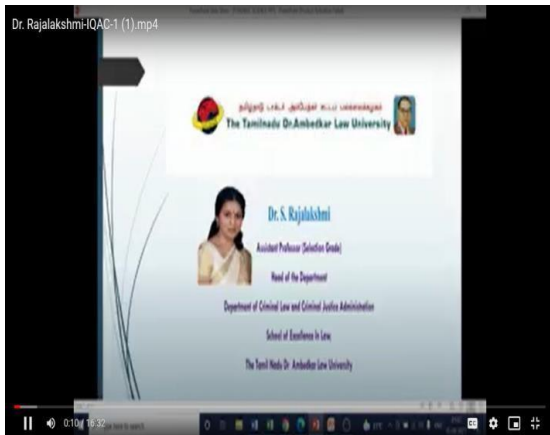 Dr. Rajalakshmi-IQAC-1 (1).mp4
The Tamilnadu Dr.Ambedkar Law University
Dr. S. Rajalakshmi
Assistant Professor (Selection Grade)
Head of the Department
Department of Criminal Law and Criminal Justice Administration
School of Excellence in Law,
The Tamil Nadu Dr Ambedkar Law University
0:10 / 16:32
CC